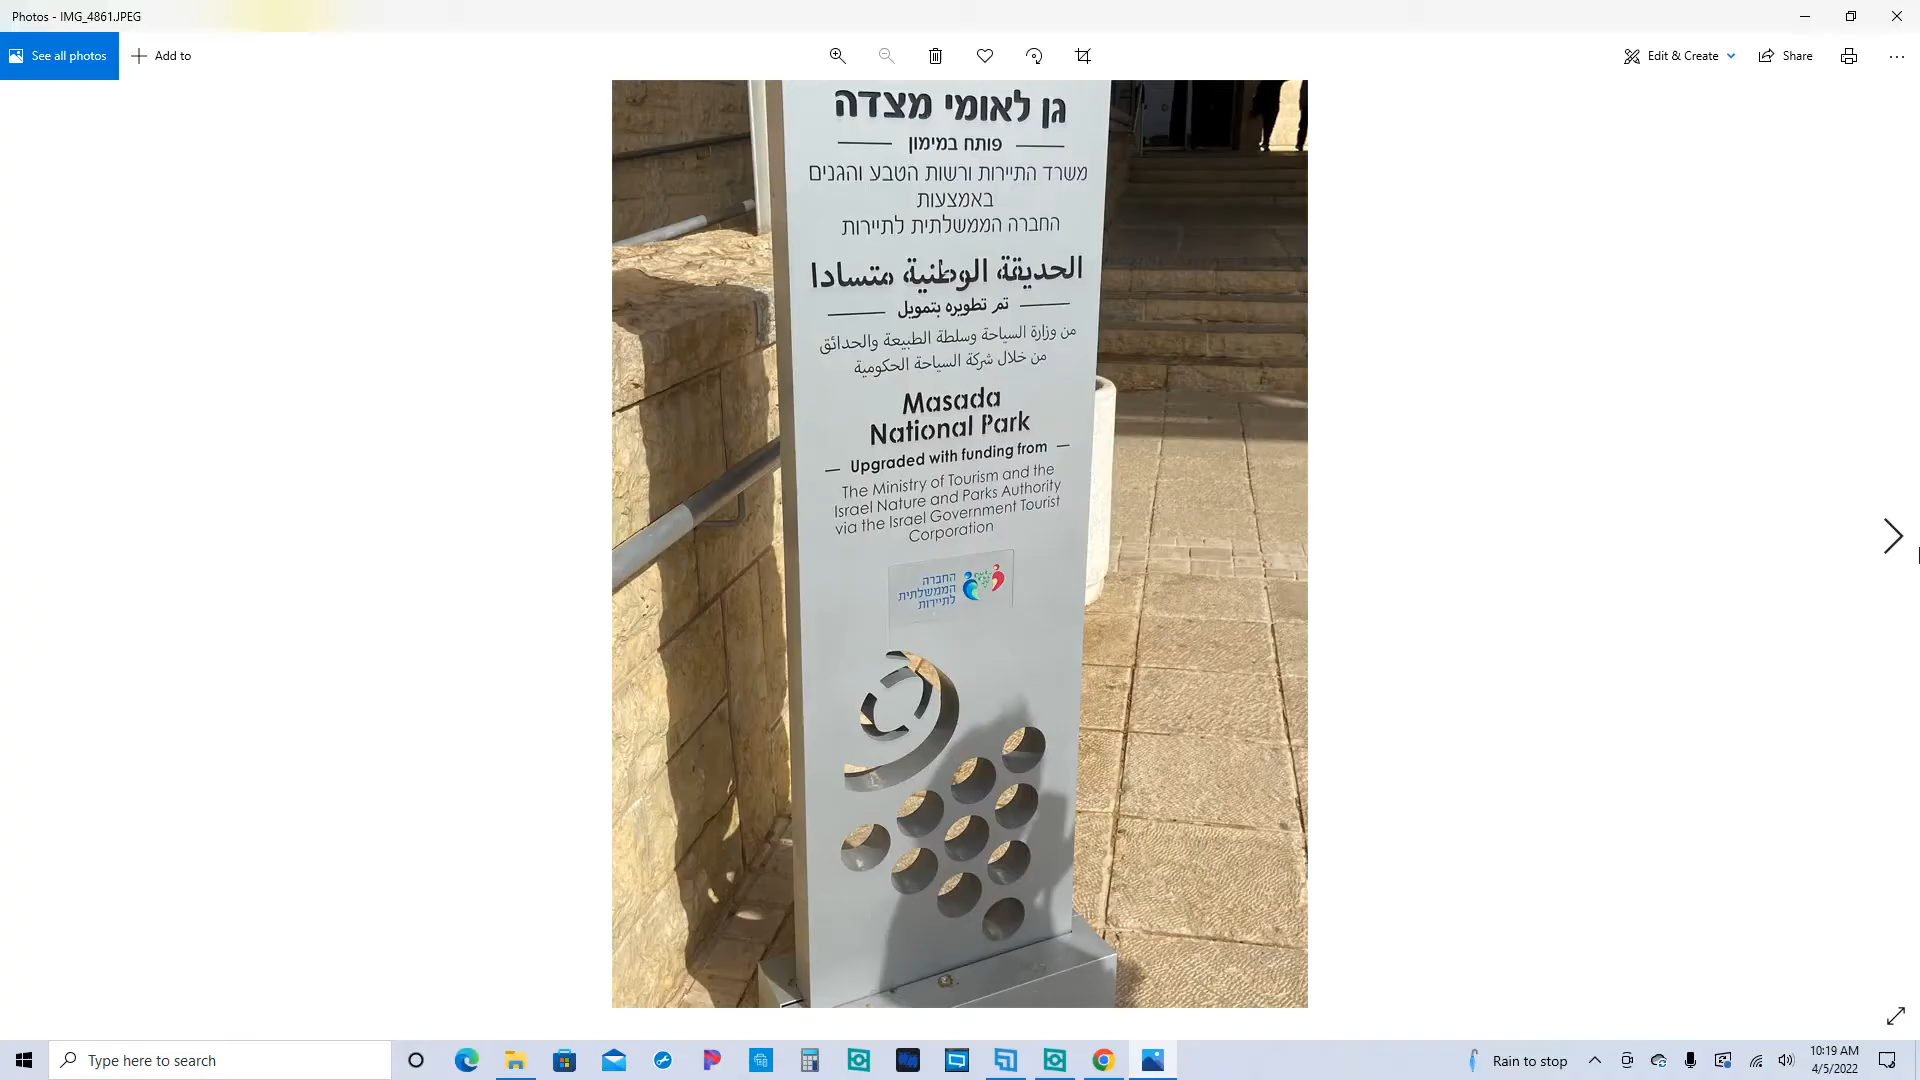 Photos - IMG_4861.JPEG
See all photos
Add to
Edit & Create
Share
גן לאומי מצדה
פותח במימון
משרד התיירות ורשות הטבע והגנים
באמצעות
החברה הממשלתית לתיירות
الحديقة الوطنية متسادا
تم تطويره بتمويل
من وزارة السياحة وسلطة الطبيعة والحدائق
من خلال شركة السياحة الحكومية
Masada
National Park
Upgraded with funding from
The Ministry of Tourism and the
Israel Nature and Parks Authority
via the Israel Government Tourist
Corporation
החברה
הממשלתית
לתיירות
Type here to search
Rain to stop
10:19 AM
4/5/2022